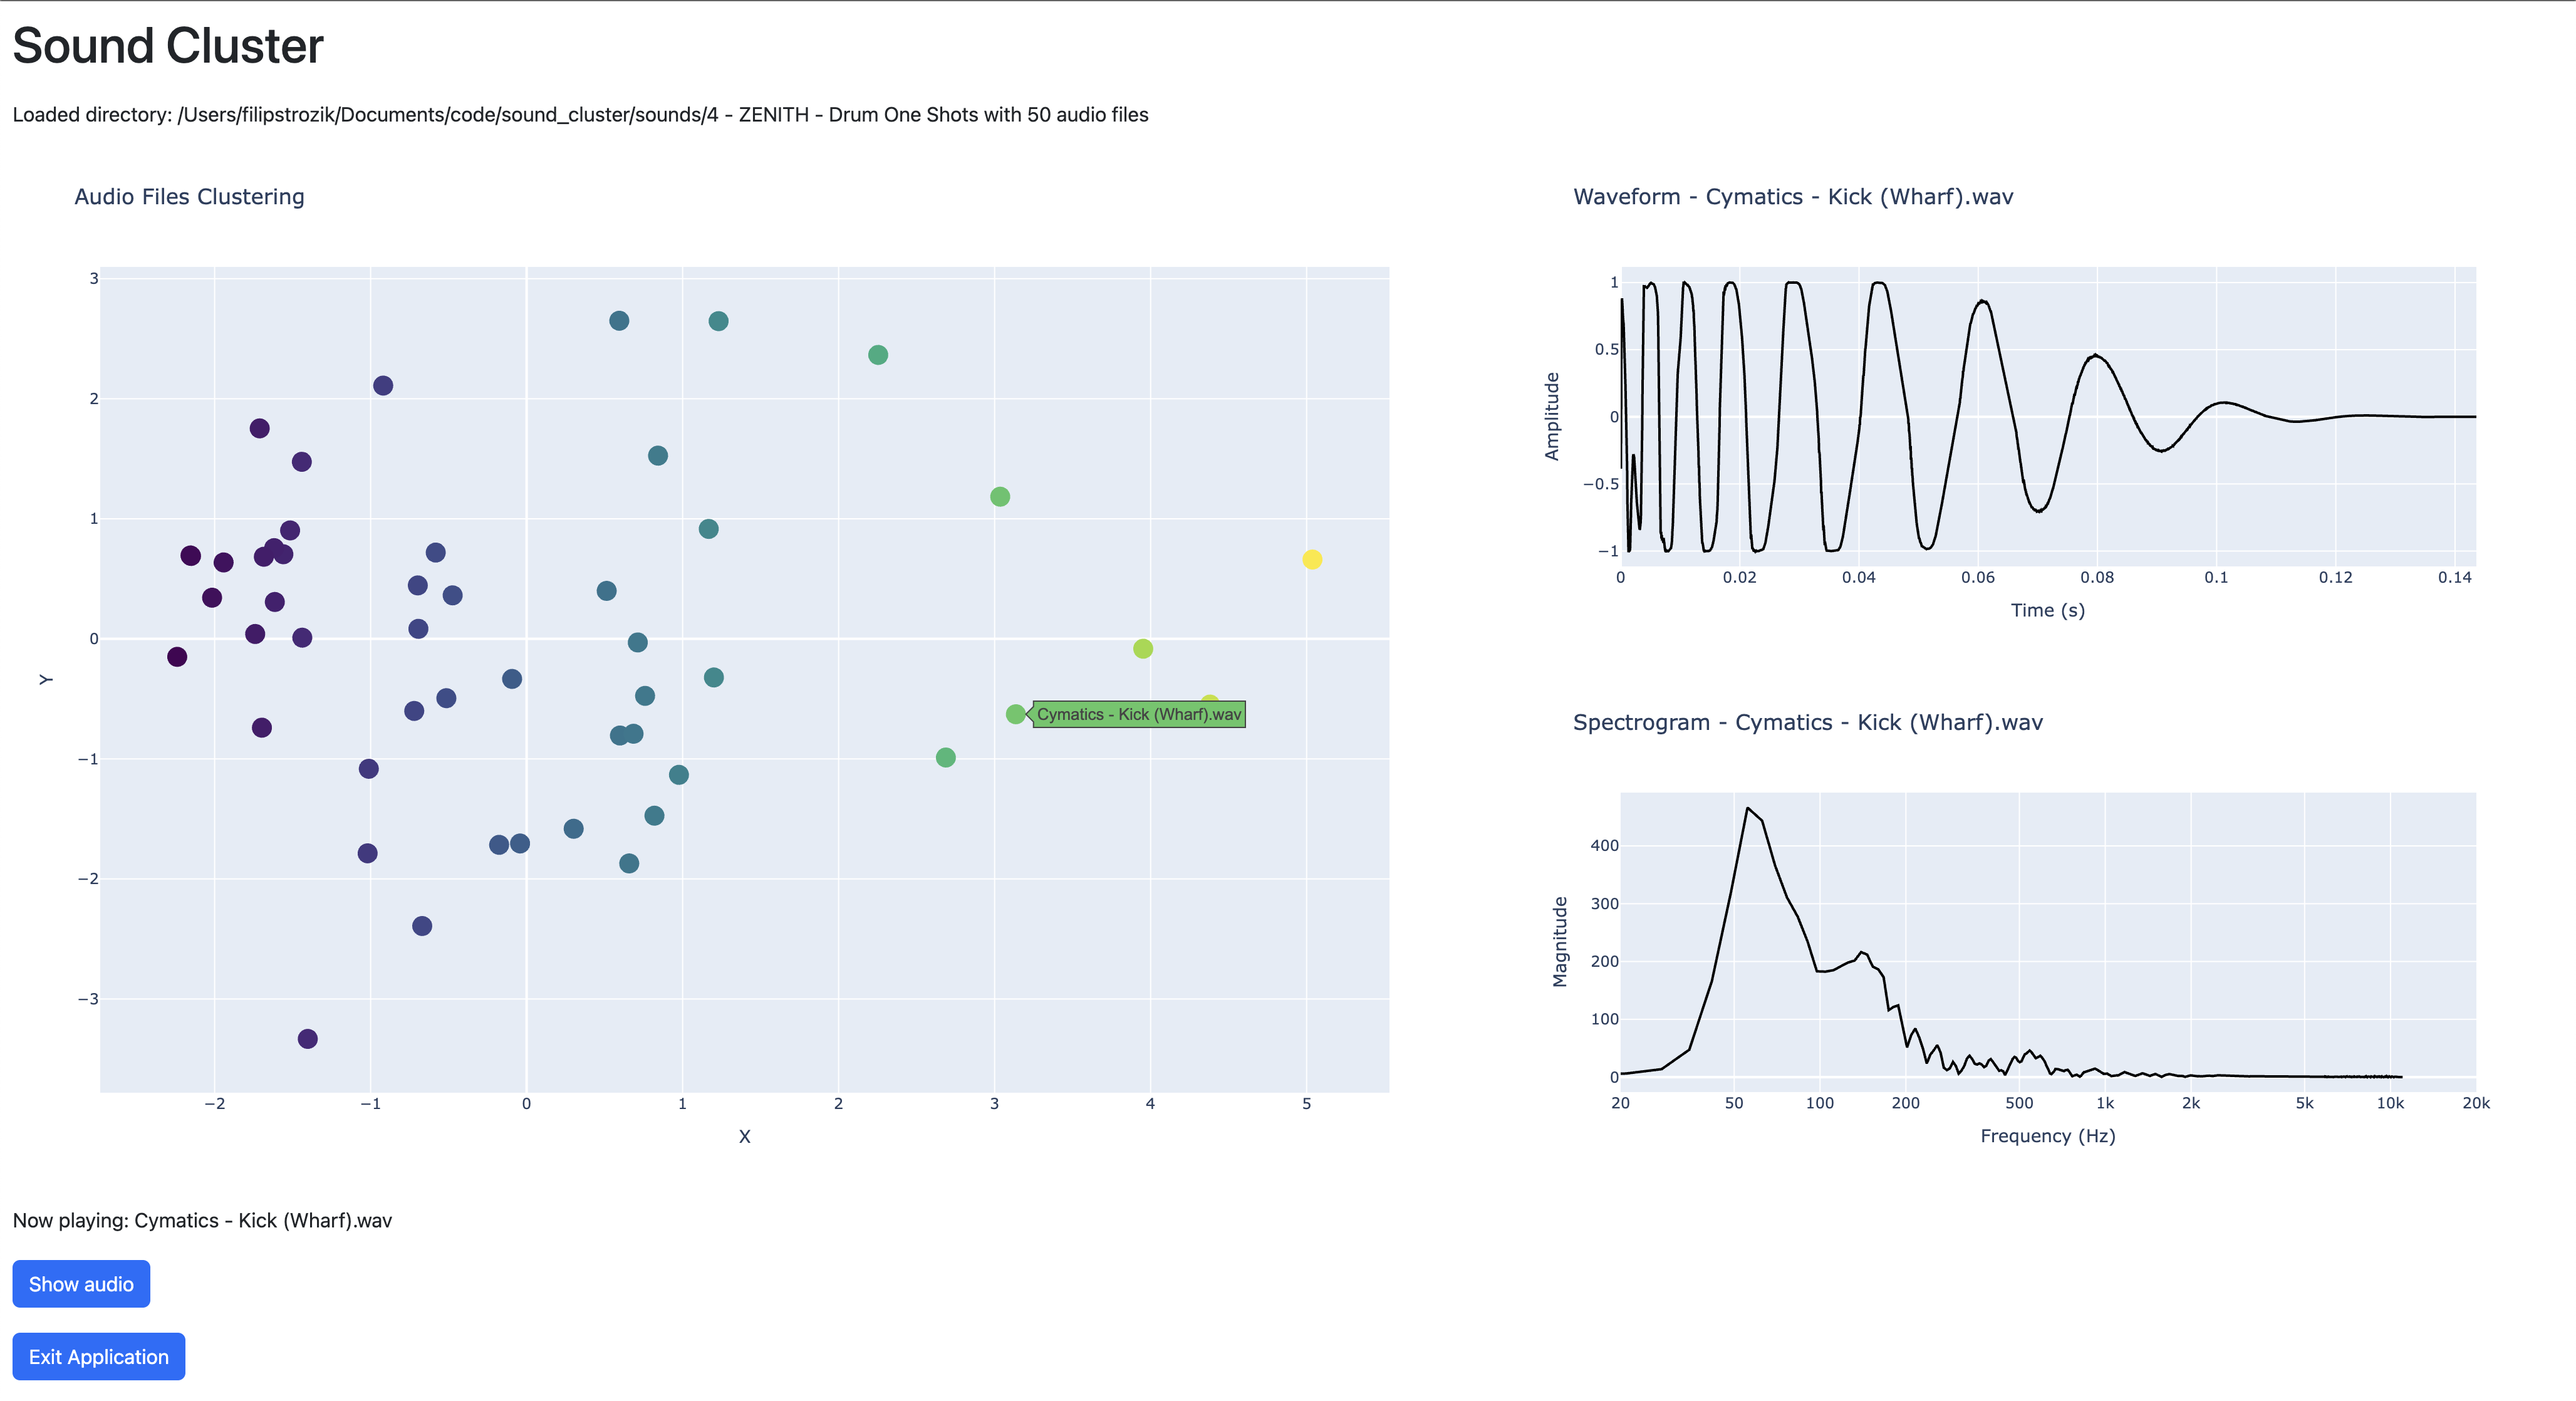 Sound Cluster
Loaded directory: /Users/filipstrozik/Documents/code/sound_cluster/sounds/4 - ZENITH - Drum One Shots with 50 audio files
Audio Files Clustering
3
2
1
0
−1
−2
−3
Y
−2
−1
0
1
2
3
4
5
X
Cymatics - Kick (Wharf).wav
Waveform - Cymatics - Kick (Wharf).wav
1
0.5
0
−0.5
−1
Amplitude
0
0.02
0.04
0.06
0.08
0.1
0.12
0.14
Time (s)
Spectrogram - Cymatics - Kick (Wharf).wav
400
300
200
100
0
Magnitude
20
50
100
200
500
1k
2k
5k
10k
20k
Frequency (Hz)
Now playing: Cymatics - Kick (Wharf).wav
Show audio
Exit Application